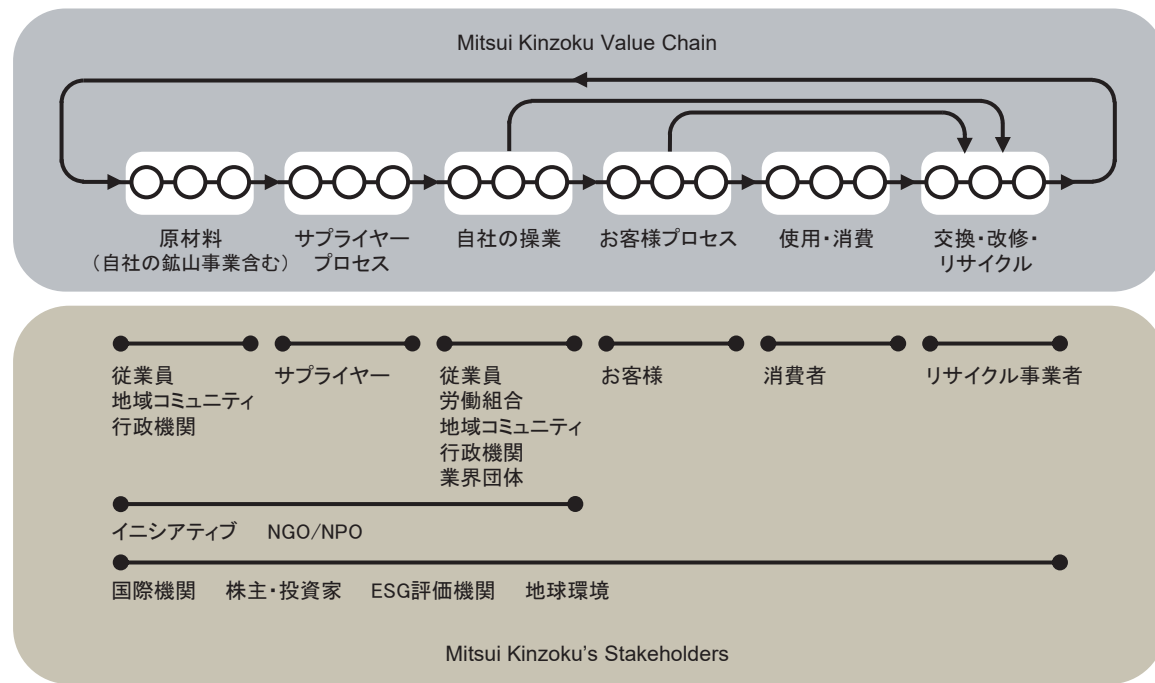 Mitsui Kinzoku Value Chain
原材料
（自社の鉱山事業含む）
サプライヤー
プロセス
自社の操業
お客様プロセス
使用・消費
交換・改修・
リサイクル
従業員
地域コミュニティ
行政機関
サプライヤー
従業員
労働組合
地域コミュニティ
行政機関
業界団体
お客様
消費者
リサイクル事業者
イニシアティブ NGO/NPO
国際機関 株主・投資家 ESG評価機関 地球環境
Mitsui Kinzoku's Stakeholders